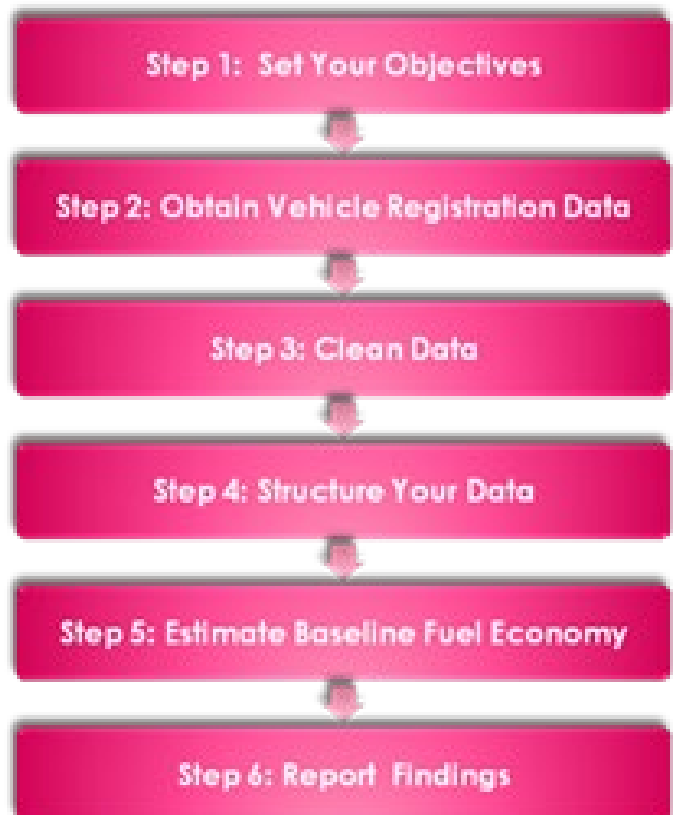 Step 1: Set Your Objectives
Step 2: Obtain Vehicle Registration Data
Step 3: Clean Data
Step 4: Structure Your Data
Step 5: Estimate Baseline Fuel Economy
Step 6: Report Findings